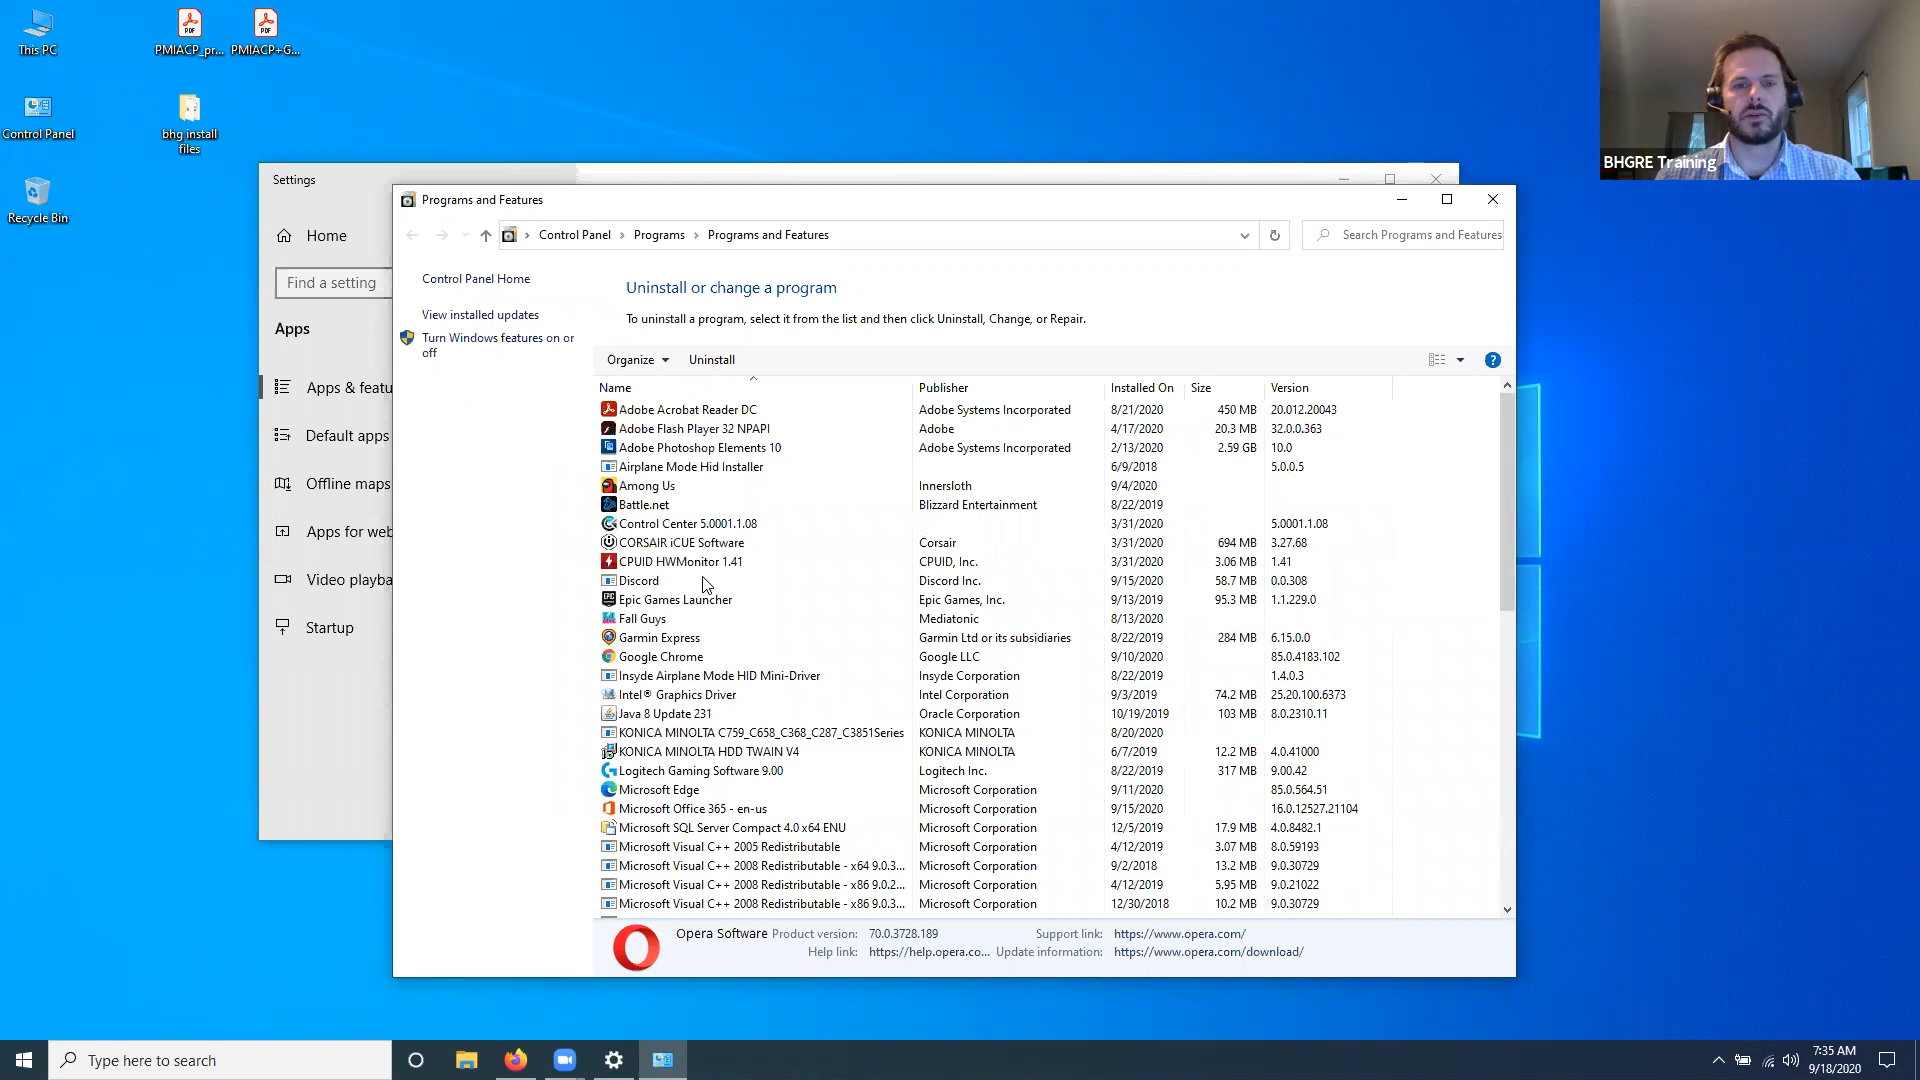 This PC
PMIACP_pr...
PMIACP+G...
Control Panel
bhg install
files
Recycle Bin
BHGRE Training
Settings
Home
Find a setting
Apps
Apps & featu
Default apps
Offline maps
Apps for web
Video playba
Startup
Programs and Features
Control Panel > Programs > Programs and Features
Search Programs and Features
Control Panel Home
View installed updates
Turn Windows features on or
off
Uninstall or change a program
To uninstall a program, select it from the list and then click Uninstall, Change, or Repair.
Organize Uninstall
Name Publisher Installed On Size Version
Adobe Acrobat Reader DC Adobe Systems Incorporated 8/21/2020 450 MB 20.012.20043
Adobe Flash Player 32 NPAPI Adobe 4/17/2020 20.3 MB 32.0.0.363
Adobe Photoshop Elements 10 Adobe Systems Incorporated 2/13/2020 2.59 GB 10.0
Airplane Mode Hid Installer 6/9/2018 5.0.0.5
Among Us Innersloth 9/4/2020
Battle.net Blizzard Entertainment 8/22/2019
Control Center 5.0001.1.08 3/31/2020 5.0001.1.08
CORSAIR iCUE Software Corsair 3/31/2020 694 MB 3.27.68
CPUID HWMonitor 1.41 CPUID, Inc. 3/31/2020 3.06 MB 1.41
Discord Discord Inc. 9/15/2020 58.7 MB 0.0.308
Epic Games Launcher Epic Games, Inc. 9/13/2019 95.3 MB 1.1.229.0
Fall Guys Mediatonic 8/13/2020
Garmin Express Garmin Ltd or its subsidiaries 8/22/2019 284 MB 6.15.0.0
Google Chrome Google LLC 9/10/2020 85.0.4183.102
Insyde Airplane Mode HID Mini-Driver Insyde Corporation 8/22/2019 1.4.0.3
Intel® Graphics Driver Intel Corporation 9/3/2019 74.2 MB 25.20.100.6373
Java 8 Update 231 Oracle Corporation 10/19/2019 103 MB 8.0.2310.11
KONICA MINOLTA C759_C658_C368_C287_C3851Series KONICA MINOLTA 8/20/2020
KONICA MINOLTA HDD TWAIN V4 KONICA MINOLTA 6/7/2019 12.2 MB 4.0.41000
Logitech Gaming Software 9.00 Logitech Inc. 8/22/2019 317 MB 9.00.42
Microsoft Edge Microsoft Corporation 9/11/2020 85.0.564.51
Microsoft Office 365 - en-us Microsoft Corporation 9/15/2020 16.0.12527.21104
Microsoft SQL Server Compact 4.0 x64 ENU Microsoft Corporation 12/5/2019 17.9 MB 4.0.8482.1
Microsoft Visual C++ 2005 Redistributable Microsoft Corporation 4/12/2019 3.07 MB 8.0.59193
Microsoft Visual C++ 2008 Redistributable - x64 9.0.3... Microsoft Corporation 9/2/2018 13.2 MB 9.0.30729
Microsoft Visual C++ 2008 Redistributable - x86 9.0.2... Microsoft Corporation 4/12/2019 5.95 MB 9.0.21022
Microsoft Visual C++ 2008 Redistributable - x86 9.0.3... Microsoft Corporation 12/30/2018 10.2 MB 9.0.30729
Opera Software Product version: 70.0.3728.189 Support link: https://www.opera.com/
Help link: https://help.opera.co... Update information: https://www.opera.com/download/
Type here to search
7:35 AM
9/18/2020